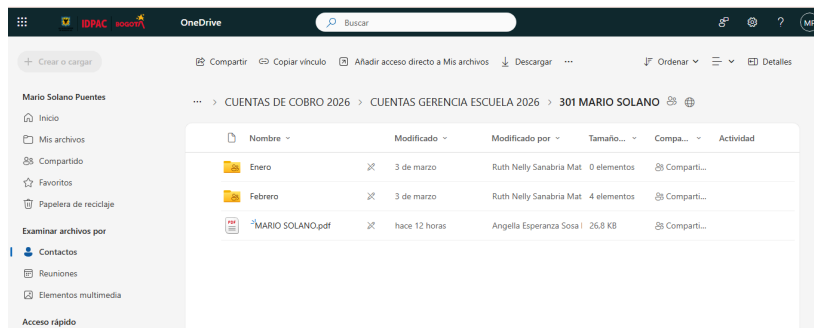 IDPAC BOGOTÁ OneDrive Buscar ? MP
Crear o cargar
Compartir Copiar vínculo Añadir acceso directo a Mis archivos Descargar ... Ordenar Detalles
Mario Solano Puentes
Inicio
Mis archivos
Compartido
Favoritos
Papelera de reciclaje
Examinar archivos por
Contactos
Reuniones
Elementos multimedia
Acceso rápido
... > CUENTAS DE COBRO 2026 > CUENTAS GERENCIA ESCUELA 2026 > 301 MARIO SOLANO
Nombre Modificado Modificado por Tamaño... Compa... Actividad
Enero 3 de marzo Ruth Nelly Sanabria Mat 0 elementos Comparti...
Febrero 3 de marzo Ruth Nelly Sanabria Mat 4 elementos Comparti...
PDF MARIO SOLANO.pdf hace 12 horas Angella Esperanza Sosa 26.8 KB Comparti...